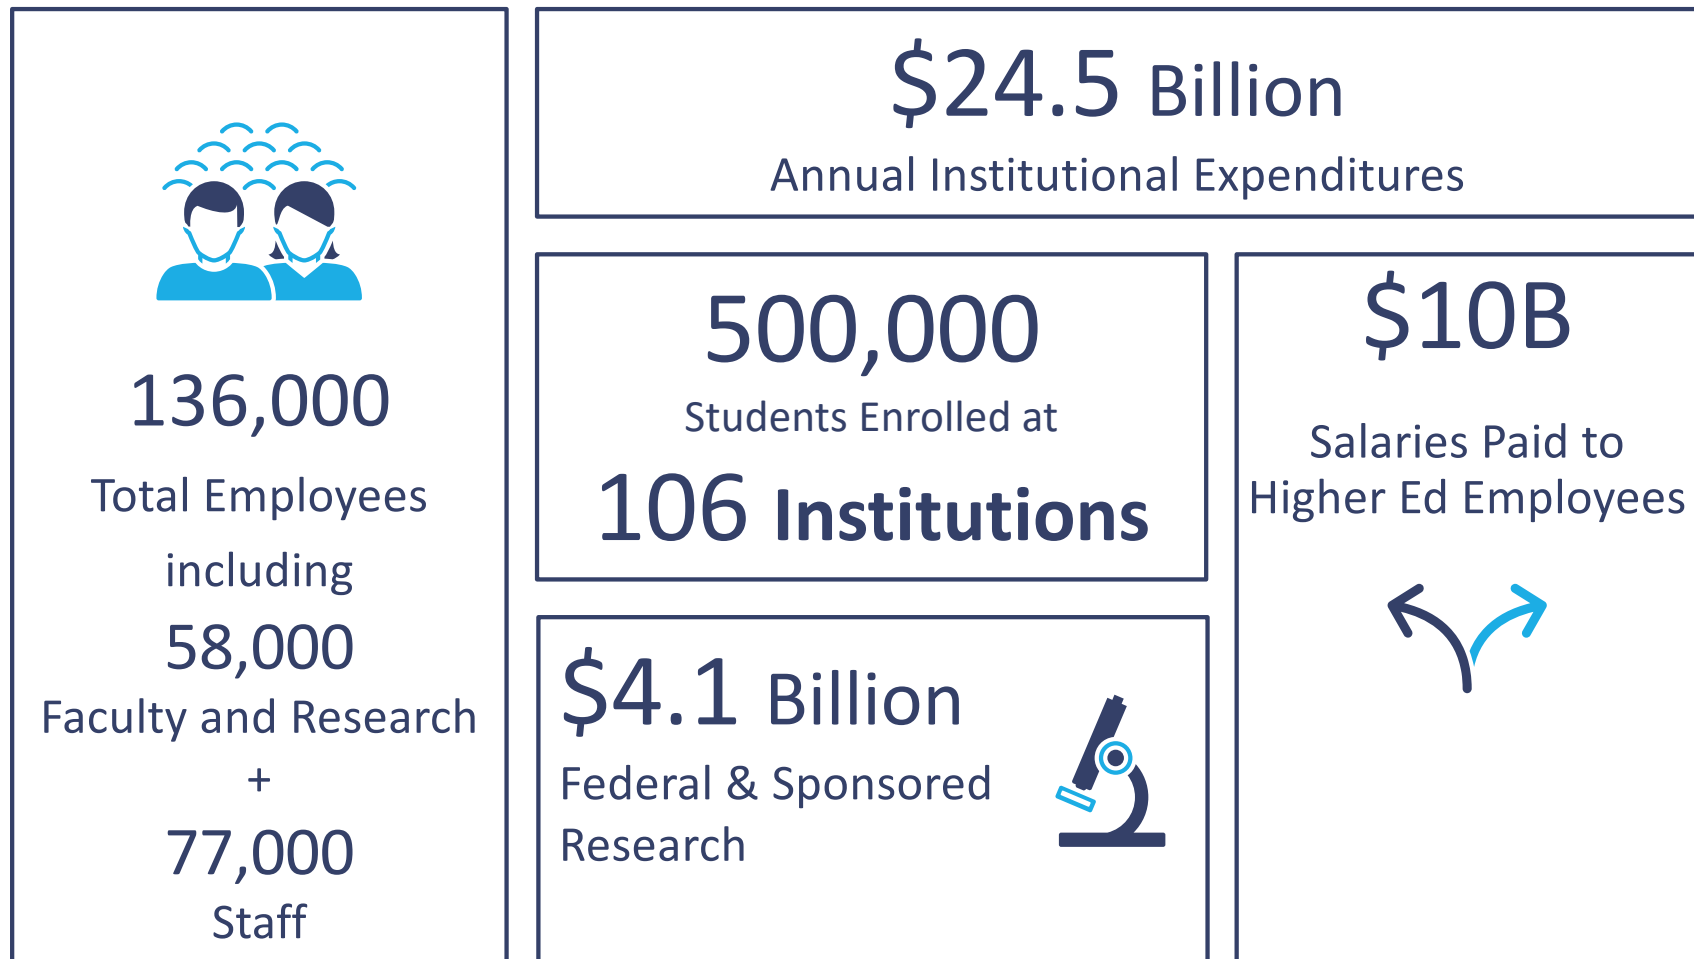 136,000
Total Employees
including
58,000
Faculty and Research
+
77,000
Staff
$24.5 Billion
Annual Institutional Expenditures
500,000
Students Enrolled at
106 Institutions
$10B
Salaries Paid to
Higher Ed Employees
$4.1 Billion
Federal & Sponsored
Research